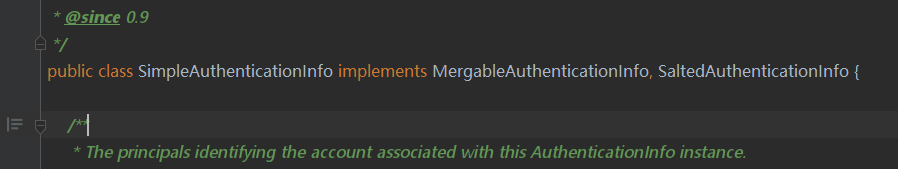 * @since 0.9
*/
public class SimpleAuthenticationInfo implements MergableAuthenticationInfo, SaltedAuthenticationInfo {
/**
* The principals identifying the account associated with this AuthenticationInfo instance.